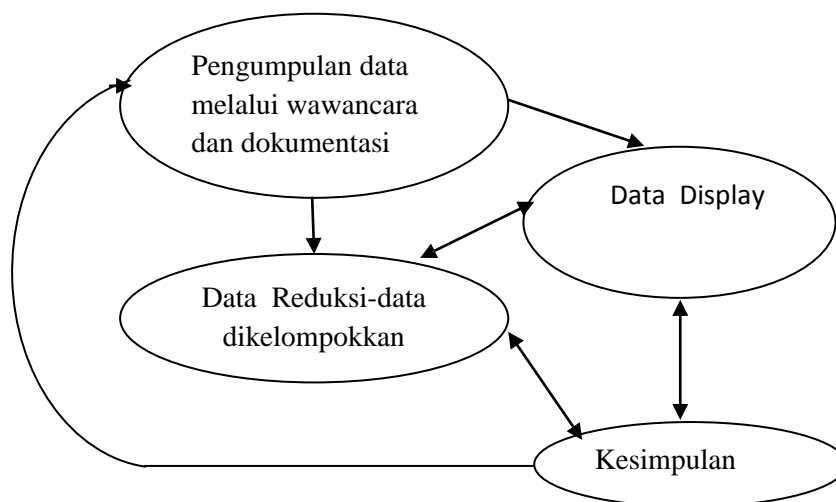 Pengumpulan data
melalui wawancara
dan dokumentasi
Data Display
Data Reduksi-data
dikelompokkan
Kesimpulan